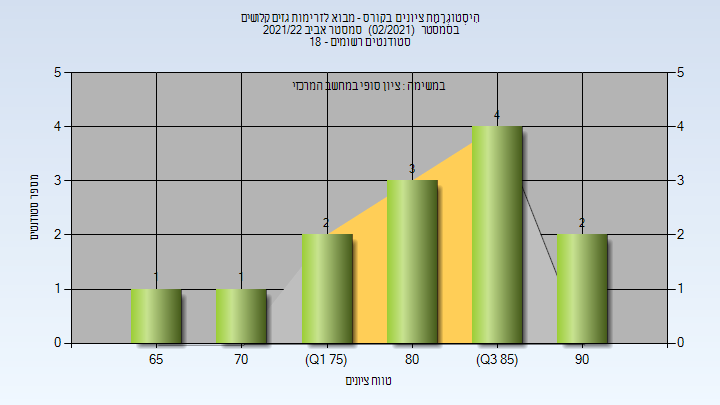 היסטוגרמת ציונים בקורס - מבוא לזרימות גזים קלושים
בסמסטר (02/2021) סמסטר אביב 2021/22
סטודנטים רשומים - 18
במשימה : ציון סופי במחשב המרכזי
מספר סטודנטים
5 5
4 4
3 3
2 2
1 1
0 0
1 1 2 3 4 2
65 70 (Q1 75) 80 (Q3 85) 90
טווח ציונים